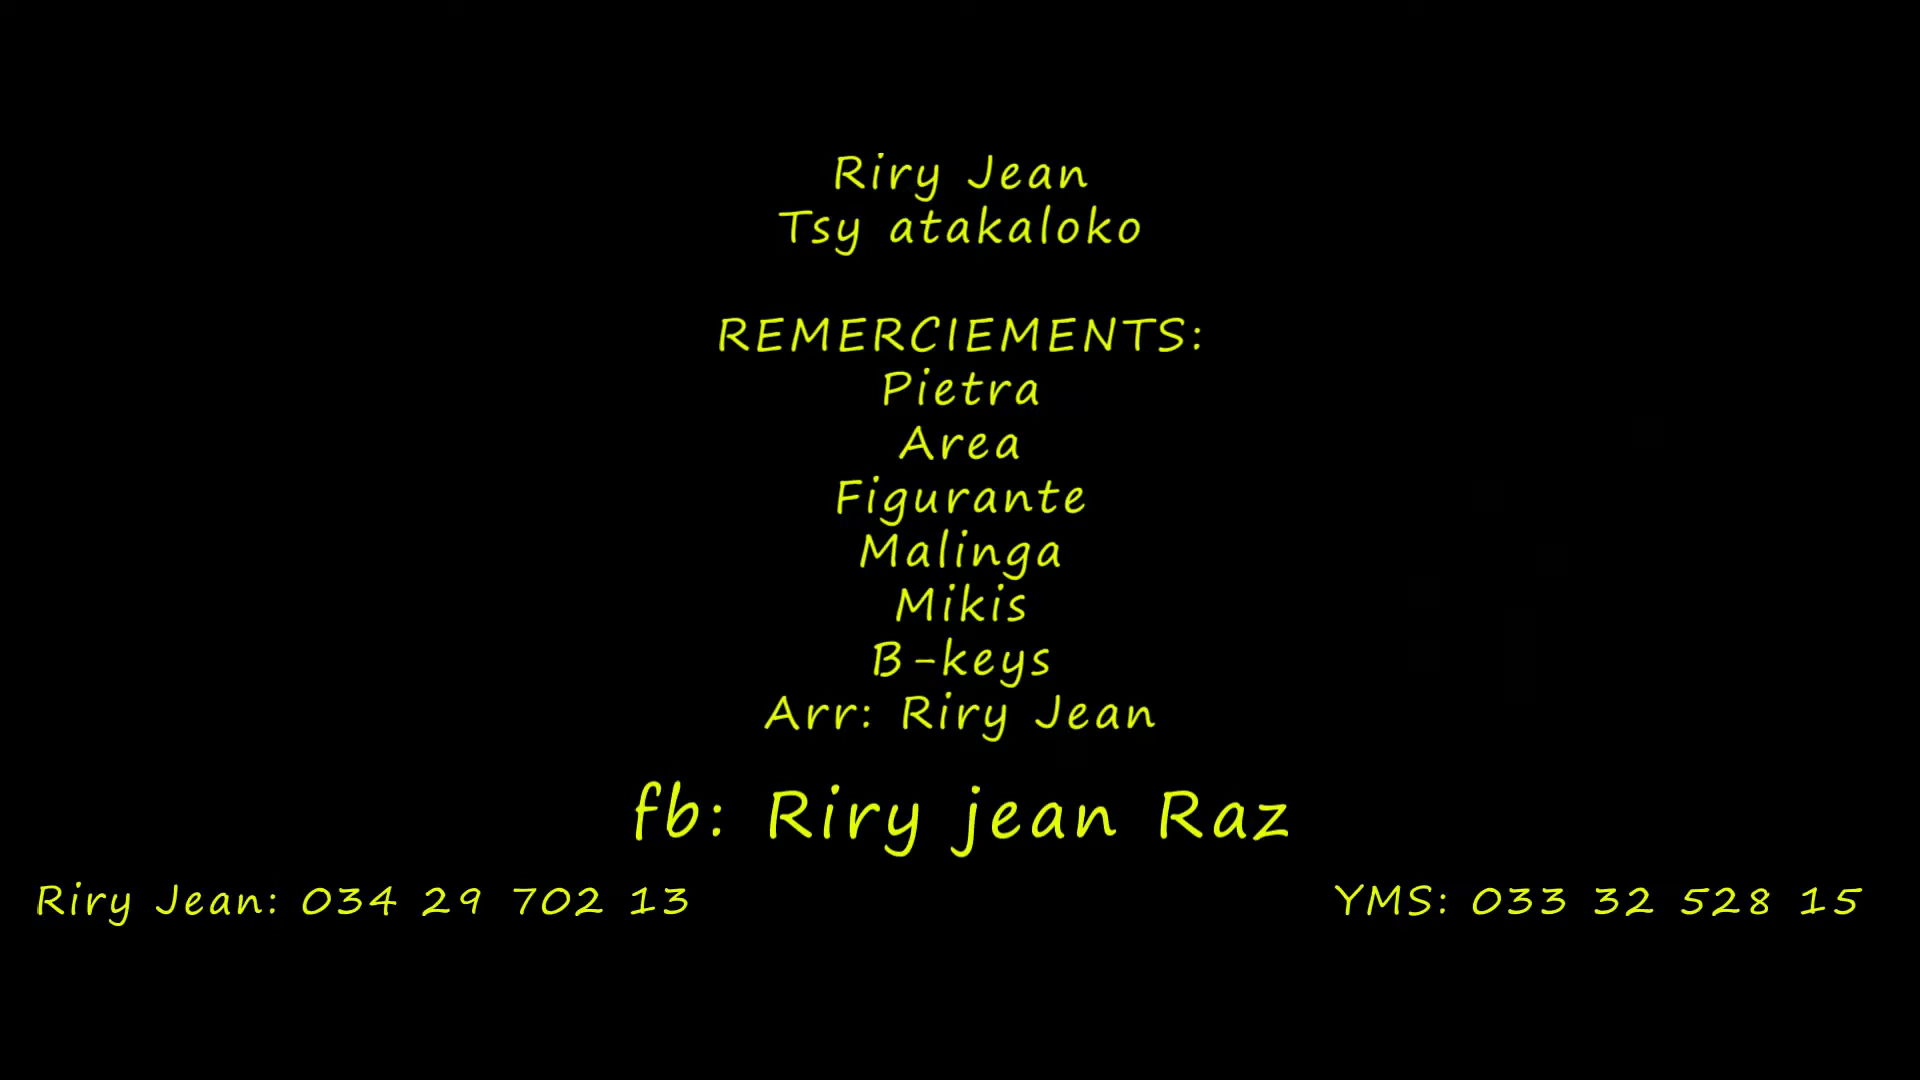 Riry Jean
Tsy atakaloko
REMERCIEMENTS:
Pietra
Area
Figurante
Malinga
Mikis
B-keys
Arr: Riry Jean
fb: Riry jean Raz
Riry Jean: 034 29 702 13
YMS: 033 32 528 15